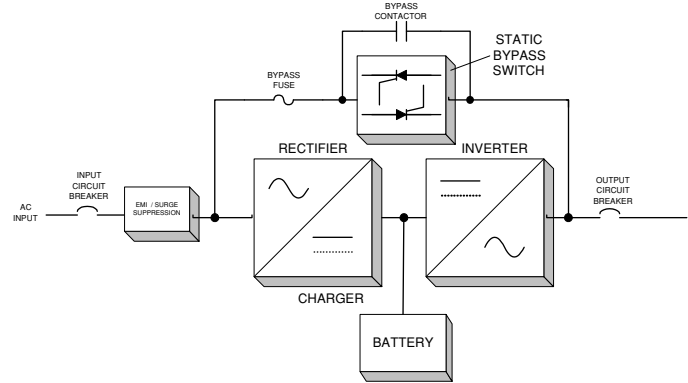 BYPASS
CONTACTOR
STATIC
BYPASS
SWITCH
BYPASS
FUSE
RECTIFIER
INVERTER
INPUT
CIRCUIT
BREAKER
OUTPUT
CIRCUIT
BREAKER
AC
INPUT
EMI / SURGE
SUPPRESSION
CHARGER
BATTERY